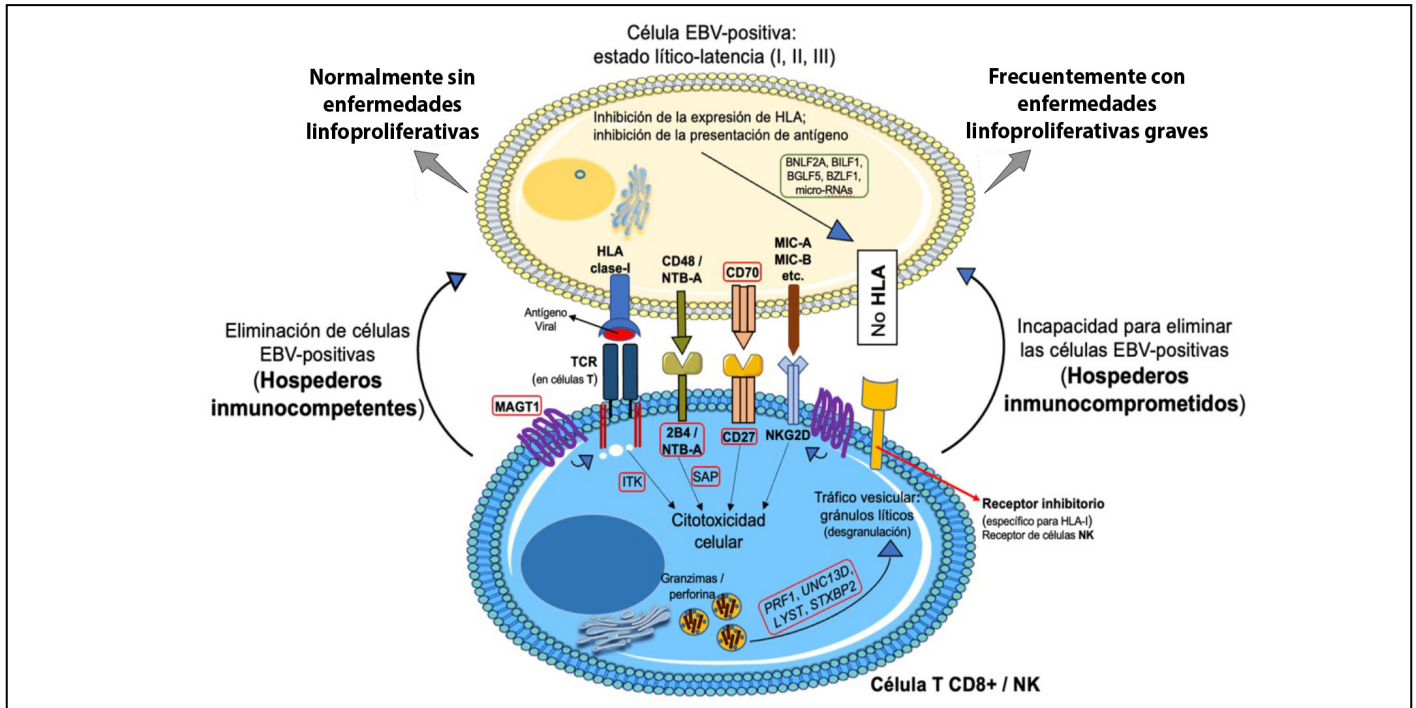 Célula EBV-positiva:
estado lítico-latencia (I, II, III)
Normalmente sin
enfermedades
linfoproliferativas
Frecuentemente con
enfermedades
linfoproliferativas graves
Inhibición de la expresión de HLA;
inhibición de la presentación de antígeno
BNLF2A, BILF1,
BGLF5, BZLF1,
micro-RNAs
HLA
clase-I
CD48 /
NTB-A
CD70
MIC-A
MIC-B
etc.
No HLA
Antígeno
Viral
TCR
(en células T)
Eliminación de células
EBV-positivas
(Hospederos
inmunocompetentes)
Incapacidad para eliminar
las células EBV-positivas
(Hospederos
inmunocomprometidos)
MAGT1
2B4 /
NTB-A
CD27
NKG2D
ITK
SAP
Citotoxicidad
celular
Tráfico vesicular:
gránulos líticos
(desgranulación)
Receptor inhibitorio
(específico para HLA-I)
Receptor de células NK
Granzimas /
perforina
PRF1, UNC13D,
LYST, STXBP2
Célula T CD8+ / NK